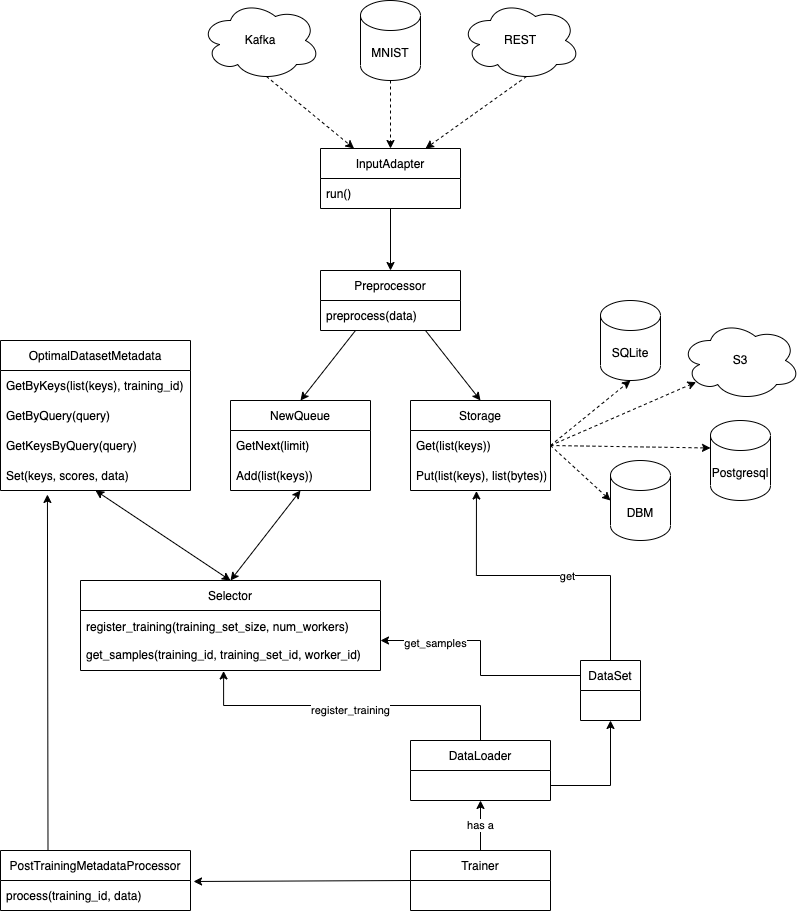 Kafka
MNIST
REST
InputAdapter
run()
Preprocessor
preprocess(data)
SQLite
S3
OptimalDatasetMetadata
GetByKeys(list(keys), training_id)
GetByQuery(query)
GetKeysByQuery(query)
Set(keys, scores, data)
NewQueue
GetNext(limit)
Add(list(keys))
Storage
Get(list(keys))
Put(list(keys), list(bytes))
Postgresql
DBM
get
Selector
register_training(training_set_size, num_workers)
get_samples(training_id, training_set_id, worker_id)
get_samples
DataSet
register_training
DataLoader
has a
PostTrainingMetadataProcessor
process(training_id, data)
Trainer